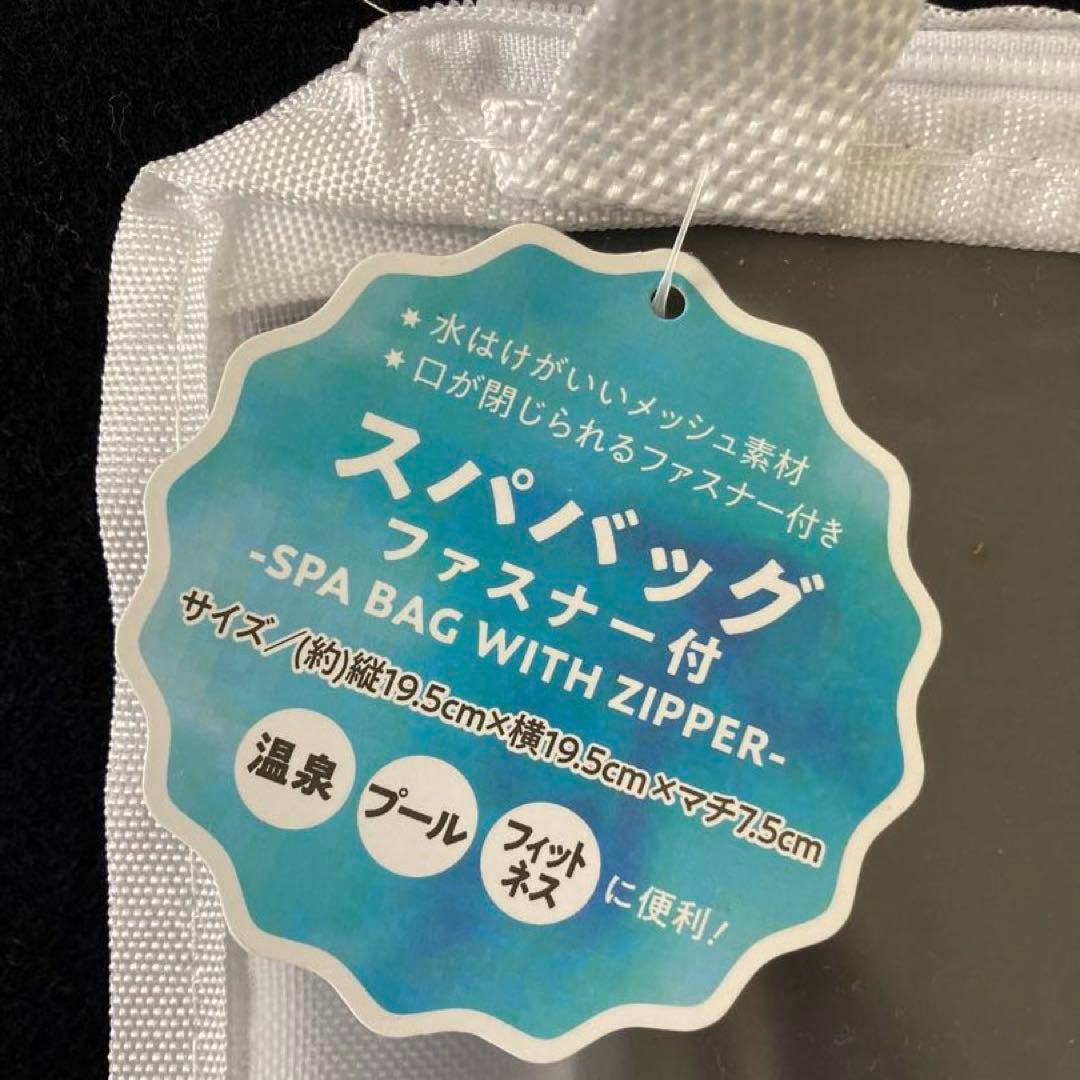 ✷ 水はけがいいメッシュ素材
✷ 口が閉じられるファスナー付き
スパバッグ
ファスナー付
-SPA BAG WITH ZIPPER-
サイズ／(約)縦19.5cm×横19.5cm×マチ7.5cm
温泉 プール フィットネス に便利!